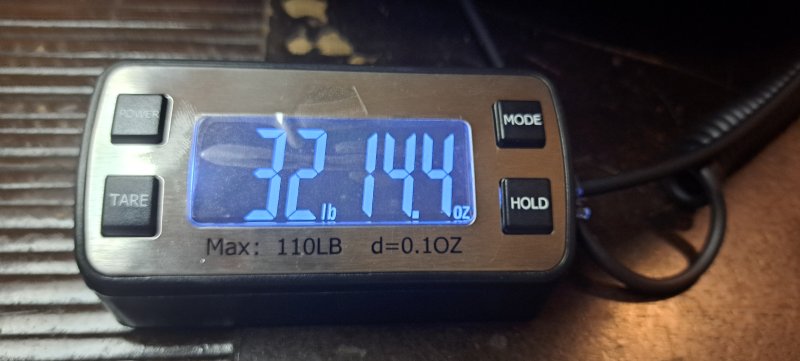 POWER
MODE
32 lb 14.4 oz
TARE
HOLD
Max: 110LB d=0.1OZ